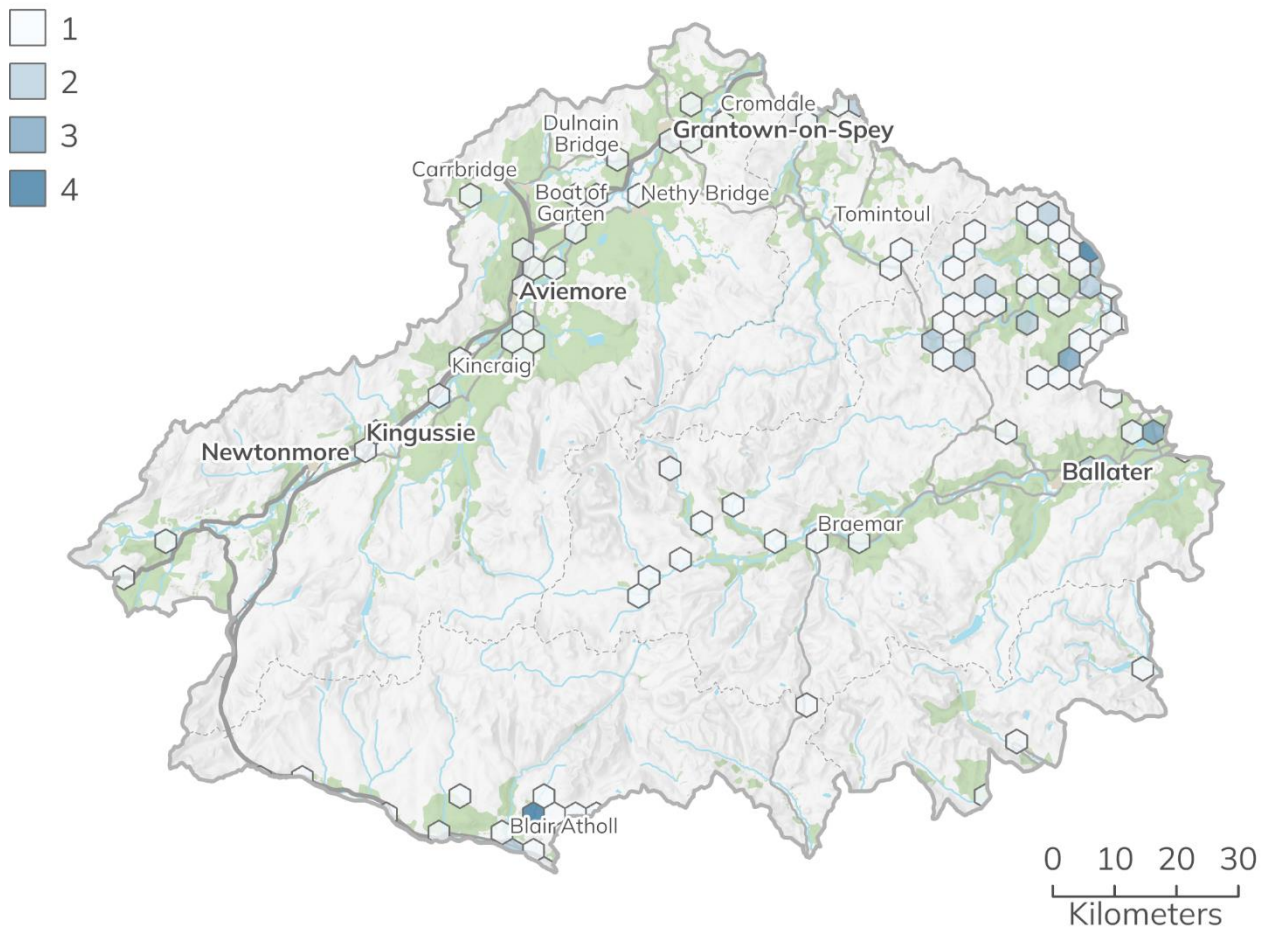 1
2
3
4
Cromdale
Grantown-on-Spey
Dulnain
Bridge
Carrbridge
Boat of
Garten
Nethy Bridge
Tomintoul
Aviemore
Kincraig
Kingussie
Newtonmore
Ballater
Braemar
Blair Atholl
0 10 20 30
Kilometers